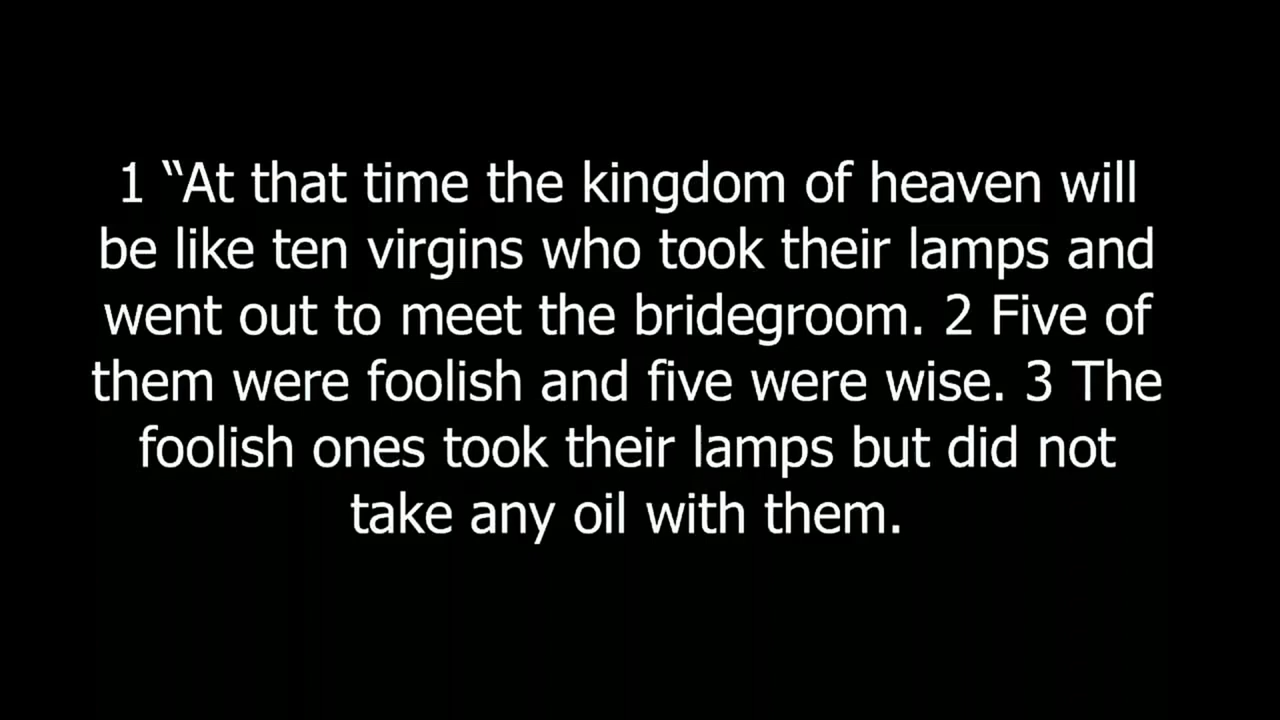 1 “At that time the kingdom of heaven will
be like ten virgins who took their lamps and
went out to meet the bridegroom. 2 Five of
them were foolish and five were wise. 3 The
foolish ones took their lamps but did not
take any oil with them.